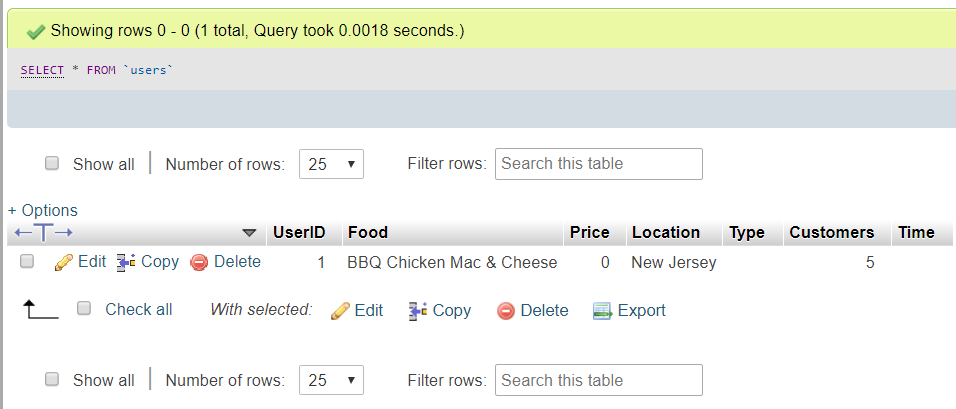 Showing rows 0 - 0 (1 total, Query took 0.0018 seconds.)
SELECT * FROM `users`
Show all Number of rows: 25 Filter rows: Search this table
+ Options
UserID Food Price Location Type Customers Time
Edit Copy Delete 1 BBQ Chicken Mac & Cheese 0 New Jersey 5
Check all With selected: Edit Copy Delete Export
Show all Number of rows: 25 Filter rows: Search this table